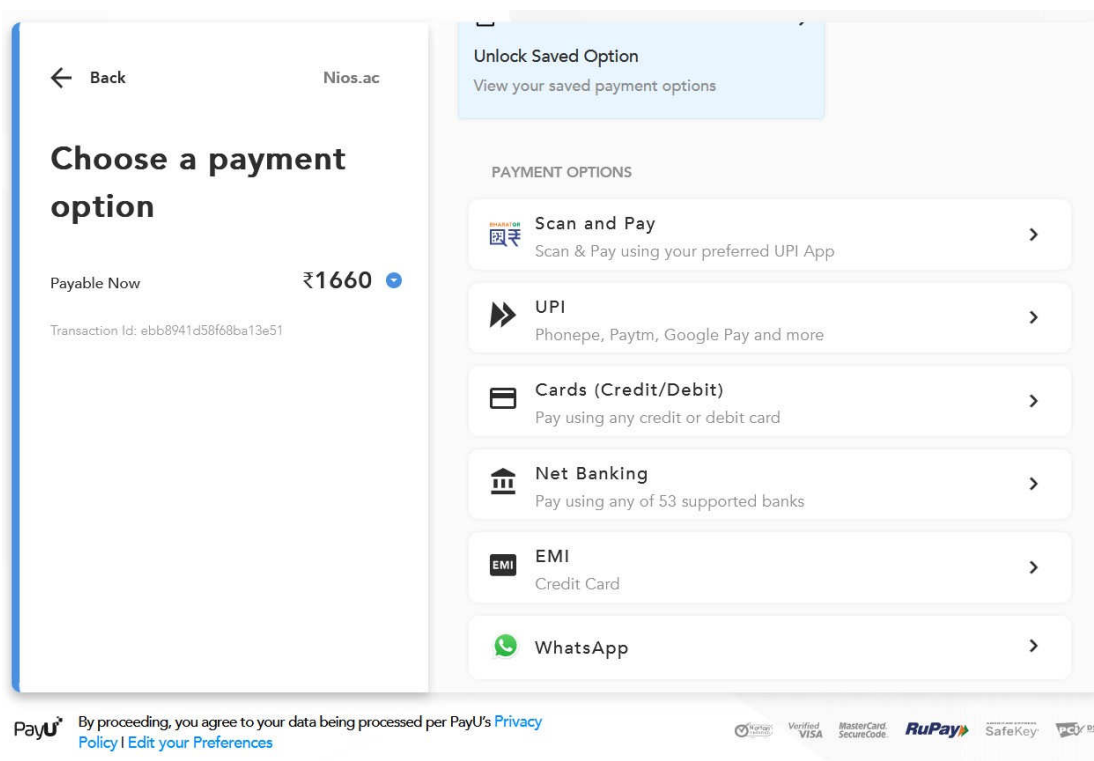 Back
Nios.ac
Choose a payment
option
Payable Now
₹1660
Transaction Id: ebb8941d58f68ba13e51
Unlock Saved Option
View your saved payment options
PAYMENT OPTIONS
Scan and Pay
Scan & Pay using your preferred UPI App
UPI
Phonepe, Paytm, Google Pay and more
Cards (Credit/Debit)
Pay using any credit or debit card
Net Banking
Pay using any of 53 supported banks
EMI
EMI
Credit Card
WhatsApp
PayU
By proceeding, you agree to your data being processed per PayU's Privacy
Policy | Edit your Preferences
Verified
VISA
MasterCard.
SecureCode.
RuPay
SafeKey
PCI